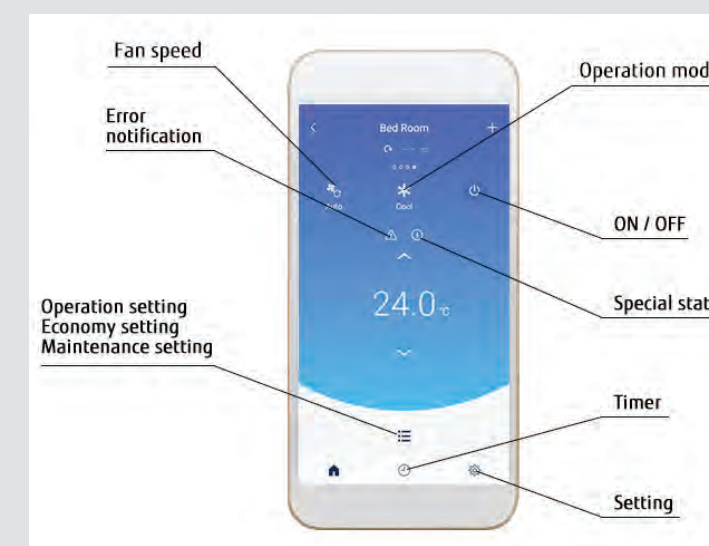 Fan speed
Operation mod
Error
notification
Bed Room
Auto
Cool
ON / OFF
24.0 °c
Special stat
Operation setting
Economy setting
Maintenance setting
Timer
Setting